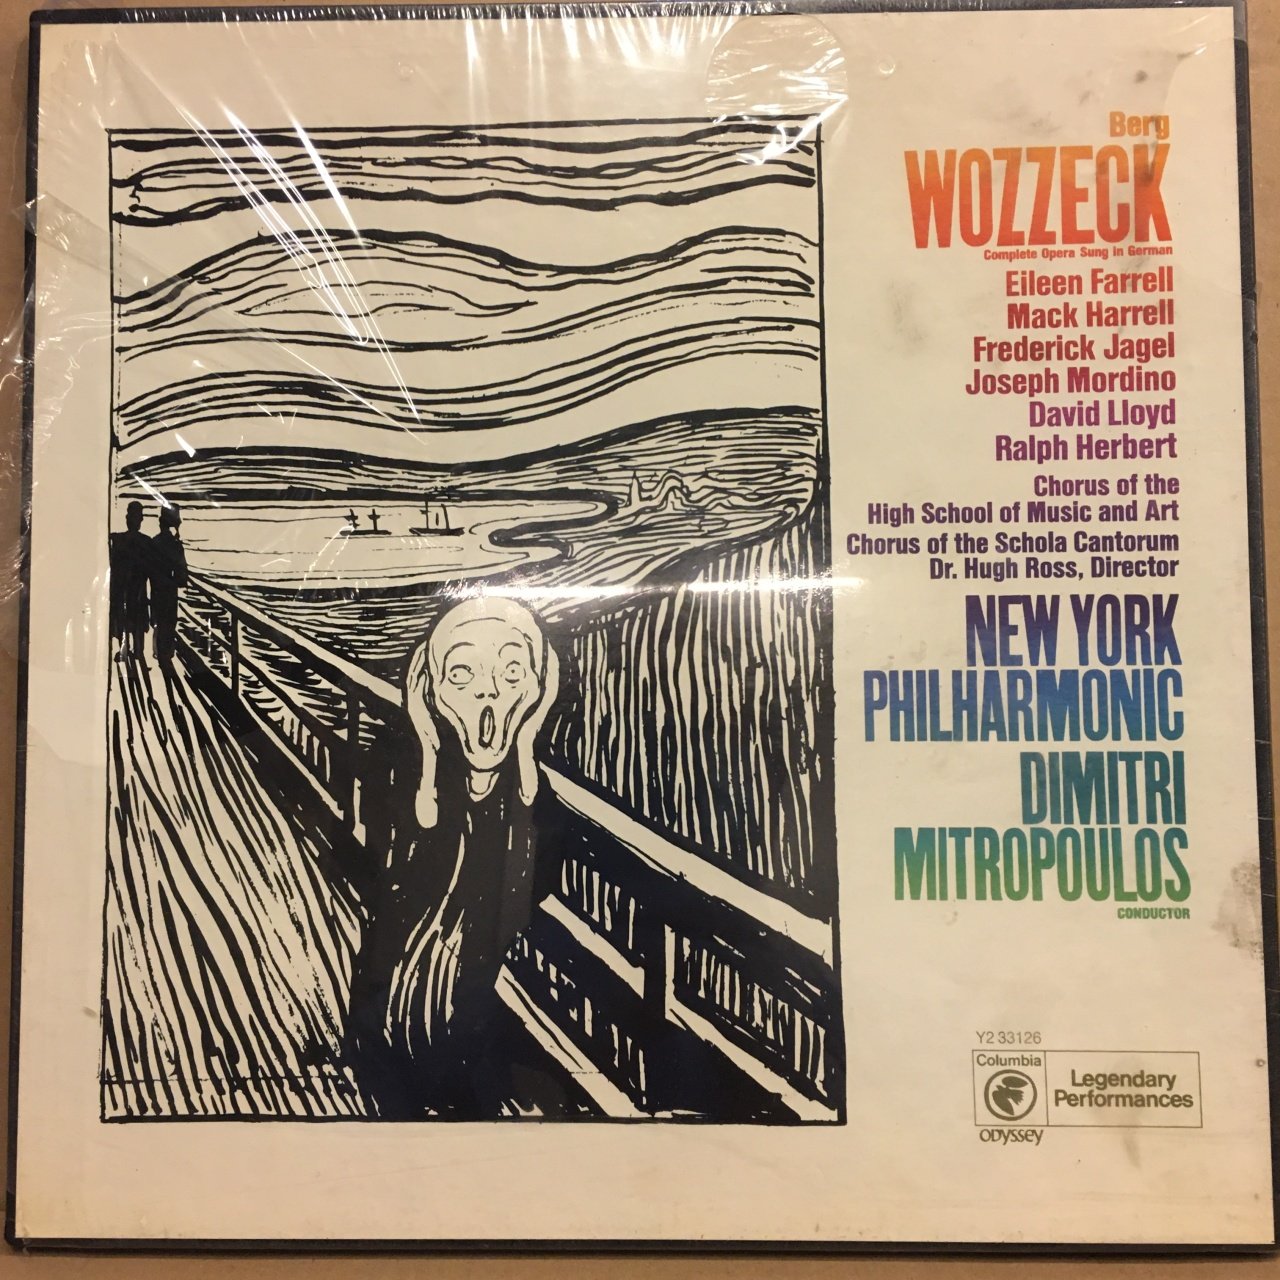 Berg
WOZZECK
Complete Opera Sung in German
Eileen Farrell
Mack Harrell
Frederick Jagel
Joseph Mordino
David Lloyd
Ralph Herbert
Chorus of the
High School of Music and Art
Chorus of the Schola Cantorum
Dr. Hugh Ross, Director
NEW YORK
PHILHARMONIC
DIMITRI
MITROPOULOS
CONDUCTOR
Y2 33126
Columbia
Legendary
Performances
ODYSSEY